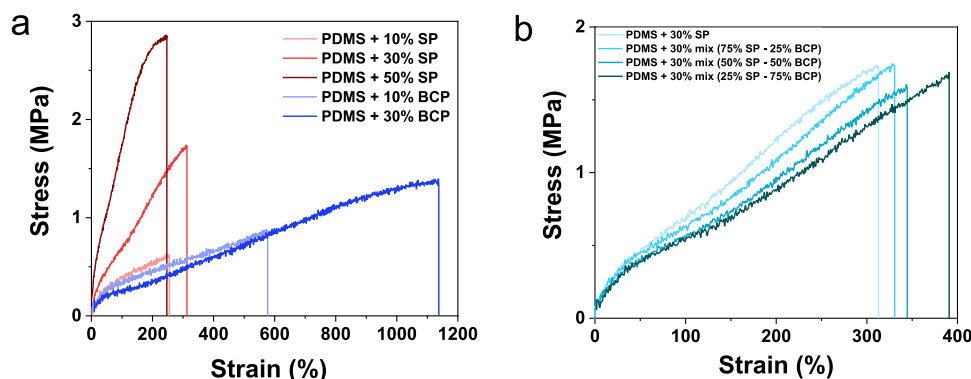 a
3
2
1
0
Stress (MPa)
PDMS + 10% SP
PDMS + 30% SP
PDMS + 50% SP
PDMS + 10% BCP
PDMS + 30% BCP
0 200 400 600 800 1000 1200
Strain (%)
b
2
1
0
Stress (MPa)
PDMS + 30% SP
PDMS + 30% mix (75% SP - 25% BCP)
PDMS + 30% mix (50% SP - 50% BCP)
PDMS + 30% mix (25% SP - 75% BCP)
0 100 200 300 400
Strain (%)